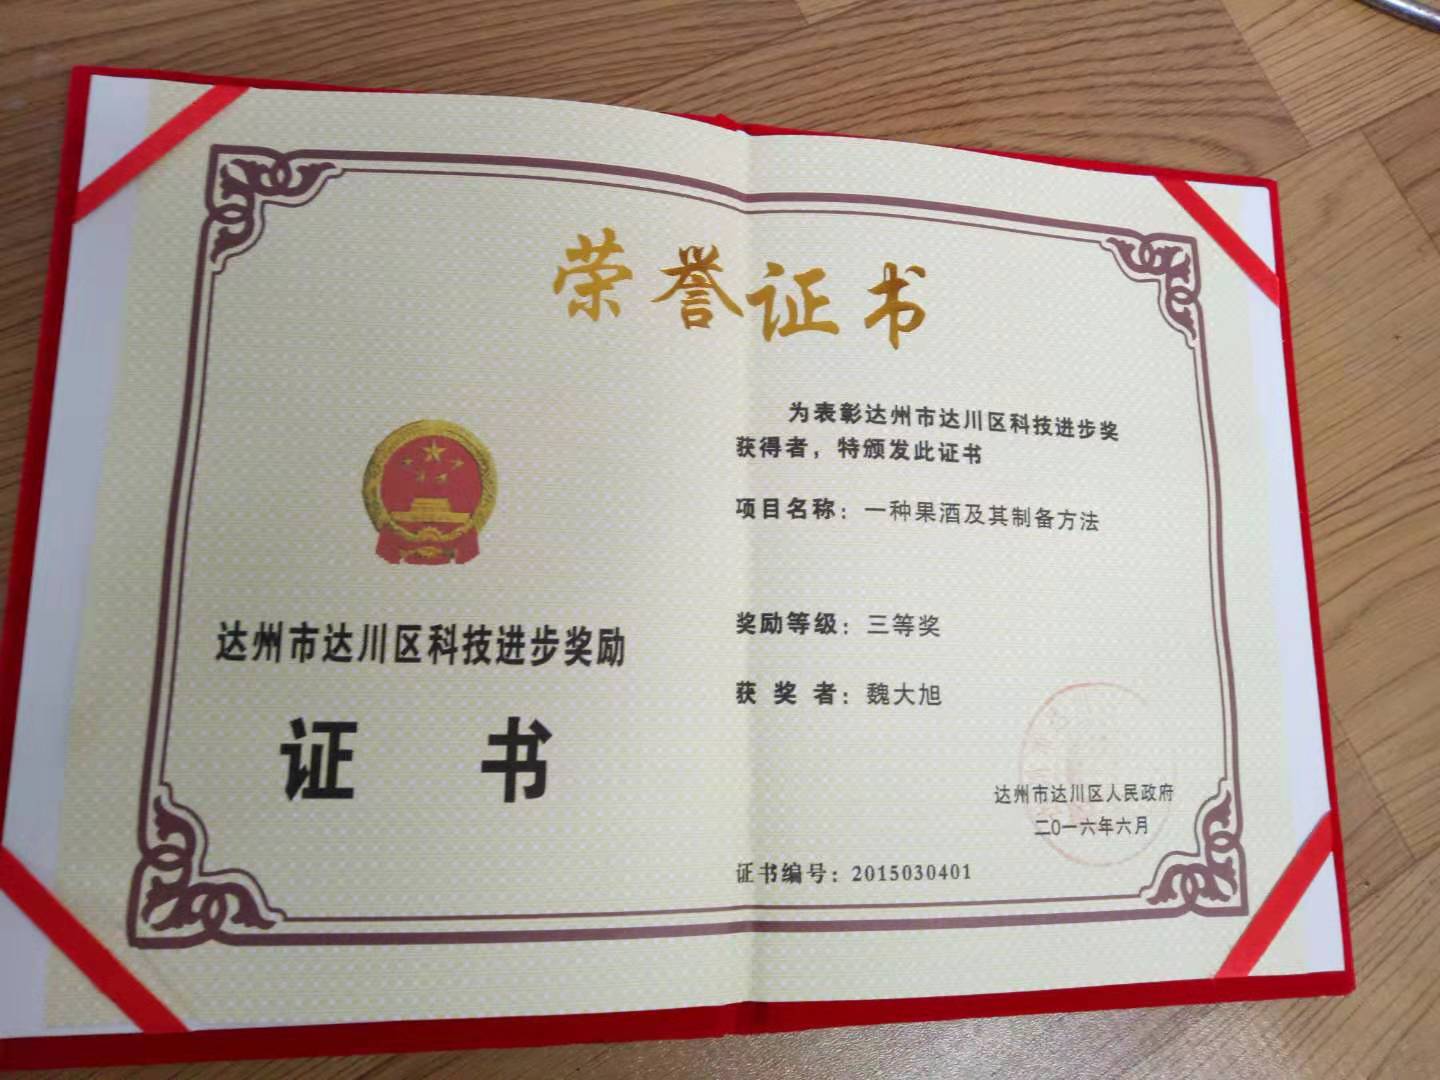 荣誉证书
达州市达川区科技进步奖励
证书
为表彰达州市达川区科技进步奖
获得者，特颁发此证书
项目名称：一种果酒及其制备方法
奖励等级：三等奖
获奖者：魏大旭
达州市达川区人民政府
二〇一六年六月
证书编号：2015030401